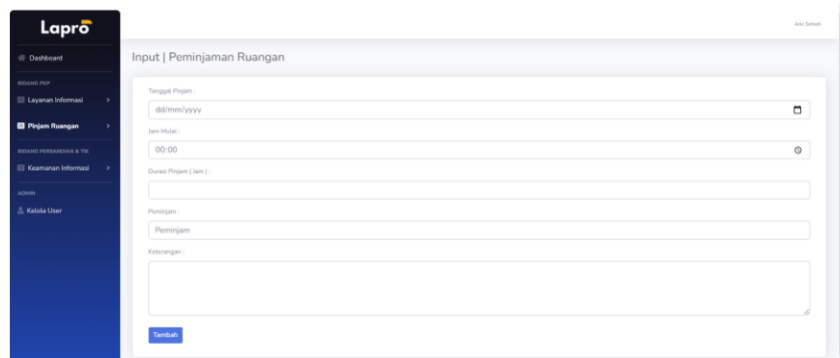 Lapro
Dashboard
BIDANG PKP
Layanan Informasi
Pinjam Ruangan
BIDANG PERSANDIAN & TIK
Keamanan Informasi
ADMIN
Kelola User
Input | Peminjaman Ruangan
Tanggal Pinjam :
dd/mm/yyyy
Jam Mulai :
00:00
Durasi Pinjam ( Jam ) :
Peminjam :
Peminjam
Keterangan :
Tambah